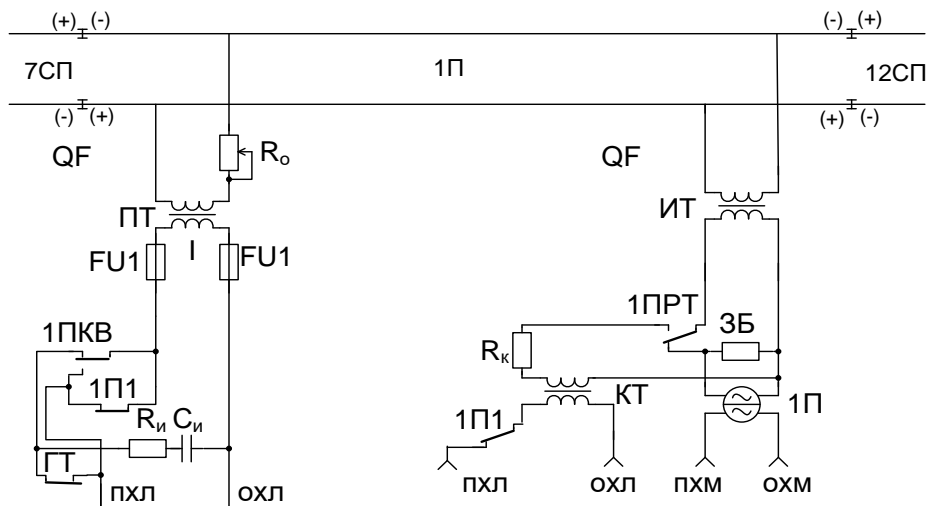 (+) (-) (-) (+)
7СП 1П 12СП
(-) (+) (+) (-)
QF Rо QF
ПТ ИТ
FU1 I FU1
1ПКВ 1ПРТ ЗБ
Rк
1П1 КТ 1П
Rи Cи 1П1
ГТ
ПХЛ ОХЛ ПХЛ ОХЛ ПХМ ОХМ